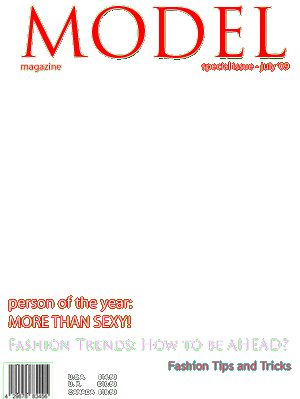 MODEL
magazine
special issue - july '09
person of the year:
MORE THAN SEXY!
Fashion Trends: How to be aHEAD?
Fashion Tips and Tricks
U.S.A.
U.K.
CANADA